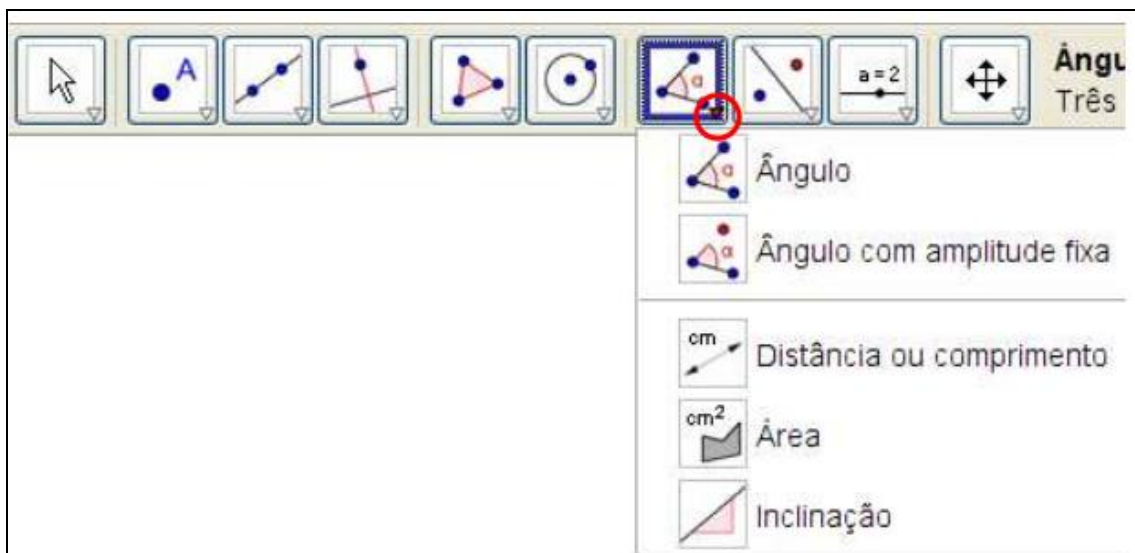 A
a = 2
α
Ângu
Três
α
Ângulo
α
Ângulo com amplitude fixa
cm
Distância ou comprimento
cm²
Área
Inclinação